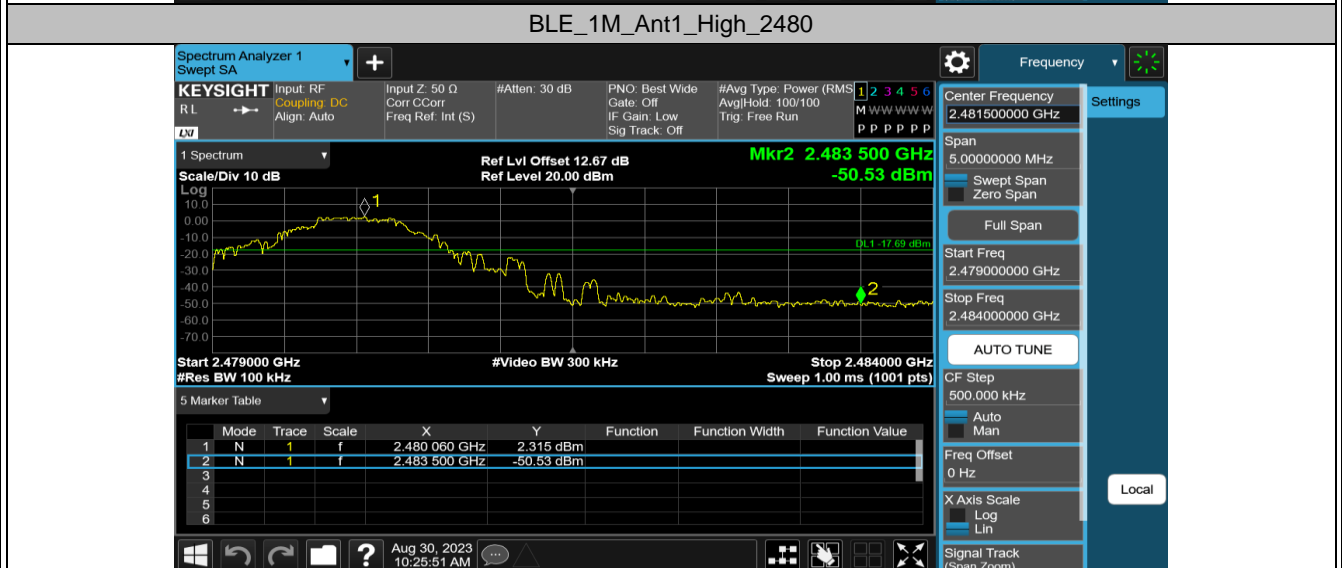 BLE_1M_Ant1_High_2480
Spectrum Analyzer 1
Swept SA
+
Frequency
KEYSIGHT
R L
LXI
Input: RF
Coupling: DC
Align: Auto
Input Z: 50 Ω
Corr CCorr
Freq Ref: Int (S)
#Atten: 30 dB
PNO: Best Wide
Gate: Off
IF Gain: Low
Sig Track: Off
#Avg Type: Power (RMS
Avg|Hold: 100/100
Trig: Free Run
1 2 3 4 5 6
M W W W W W
P P P P P P
1 Spectrum
Scale/Div 10 dB
Ref Lvl Offset 12.67 dB
Ref Level 20.00 dBm
Mkr2 2.483 500 GHz
-50.53 dBm
Log
10.0
0.00
-10.0
-20.0
-30.0
-40.0
-50.0
-60.0
-70.0
1
DL1 -17.69 dBm
2
Start 2.479000 GHz
#Video BW 300 kHz
Stop 2.484000 GHz
#Res BW 100 kHz
Sweep 1.00 ms (1001 pts)
5 Marker Table
Mode Trace Scale X Y Function Function Width Function Value
1 N 1 f 2.480 060 GHz 2.315 dBm
2 N 1 f 2.483 500 GHz -50.53 dBm
3
4
5
6
?
Aug 30, 2023
10:25:51 AM
Center Frequency
2.481500000 GHz
Settings
Span
5.00000000 MHz
Swept Span
Zero Span
Full Span
Start Freq
2.479000000 GHz
Stop Freq
2.484000000 GHz
AUTO TUNE
CF Step
500.000 kHz
Auto
Man
Freq Offset
0 Hz
X Axis Scale
Log
Lin
Local
Signal Track
(Span Zoom)